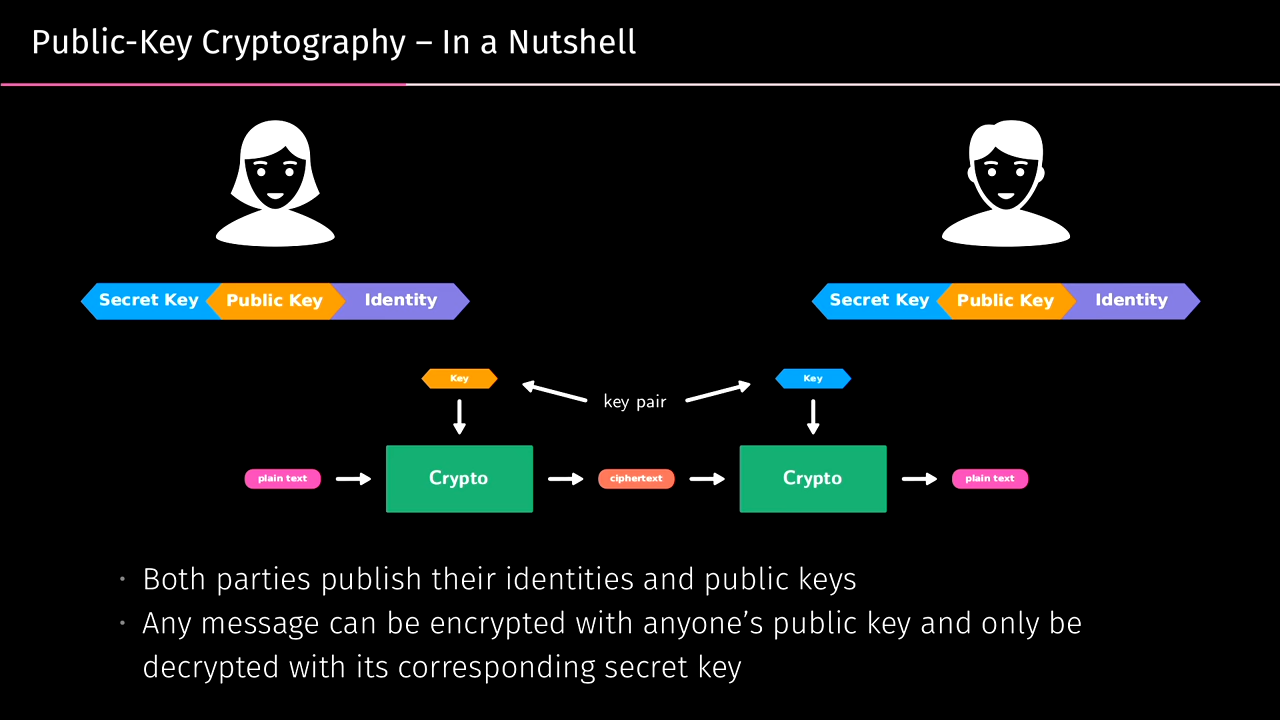 Public-Key Cryptography – In a Nutshell
Secret Key Public Key Identity
Secret Key Public Key Identity
Key
key pair
Key
plain text
Crypto
ciphertext
Crypto
plain text
• Both parties publish their identities and public keys
• Any message can be encrypted with anyone’s public key and only be
decrypted with its corresponding secret key